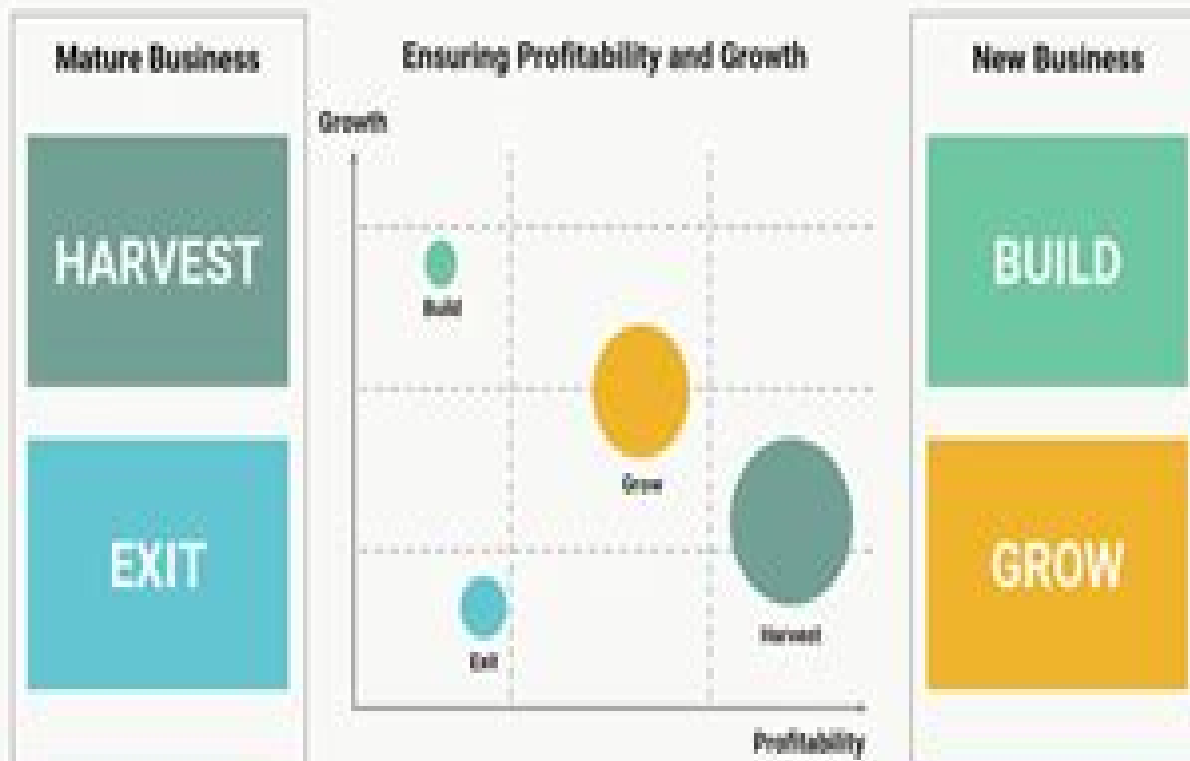 Mature Business
HARVEST
EXIT
Ensuring Profitability and Growth
Growth
Build
Grow
Harvest
Exit
Profitability
New Business
BUILD
GROW